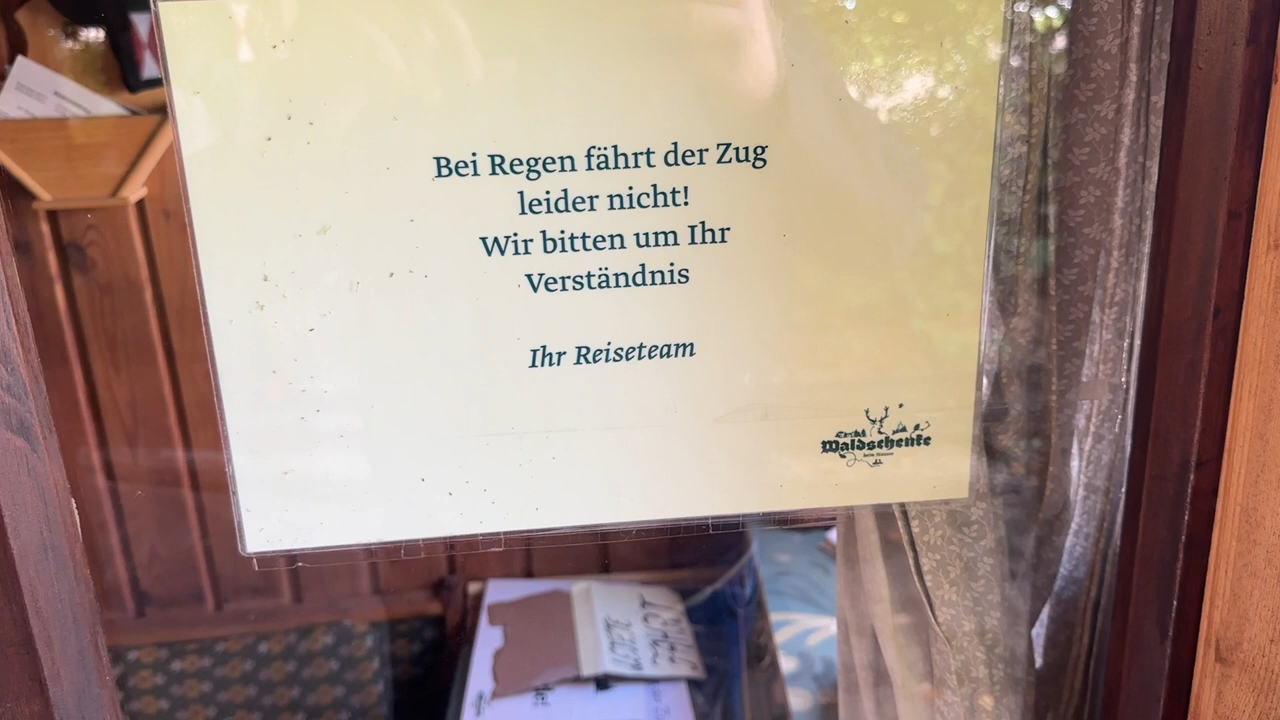 Bei Regen fährt der Zug
leider nicht!
Wir bitten um Ihr
Verständnis
Ihr Reiseteam
Waldschenke